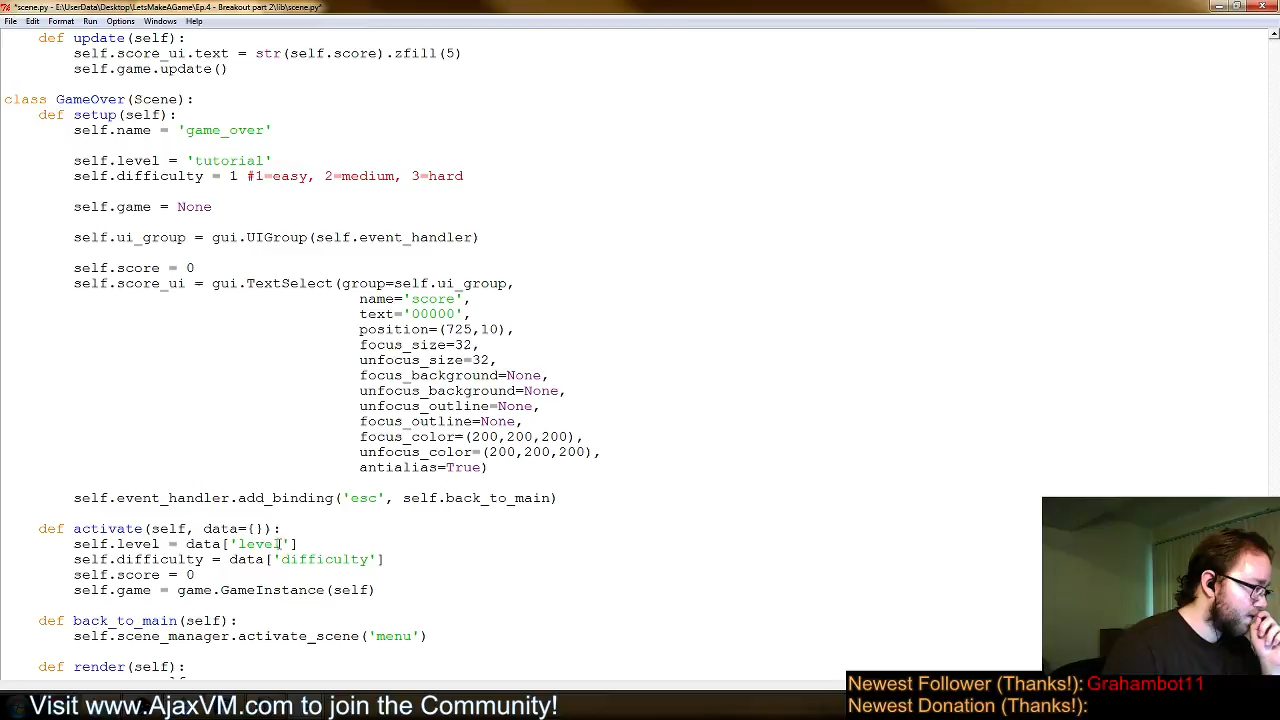 *scene.py - E:\UserData\Desktop\LetsMakeAGame\Ep.4 - Breakout part 2\lib\scene.py*
File Edit Format Run Options Windows Help
def update(self):
self.score_ui.text = str(self.score).zfill(5)
self.game.update()
class GameOver(Scene):
def setup(self):
self.name = 'game_over'
self.level = 'tutorial'
self.difficulty = 1 #1=easy, 2=medium, 3=hard
self.game = None
self.ui_group = gui.UIGroup(self.event_handler)
self.score = 0
self.score_ui = gui.TextSelect(group=self.ui_group,
name='score',
text='00000',
position=(725,10),
focus_size=32,
unfocus_size=32,
focus_background=None,
unfocus_background=None,
unfocus_outline=None,
focus_outline=None,
focus_color=(200,200,200),
unfocus_color=(200,200,200),
antialias=True)
self.event_handler.add_binding('esc', self.back_to_main)
def activate(self, data={}):
self.level = data['level']
self.difficulty = data['difficulty']
self.score = 0
self.game = game.GameInstance(self)
def back_to_main(self):
self.scene_manager.activate_scene('menu')
def render(self):
Visit www.AjaxVM.com to join the Community!
Newest Follower (Thanks!): Grahambot11
Newest Donation (Thanks!):